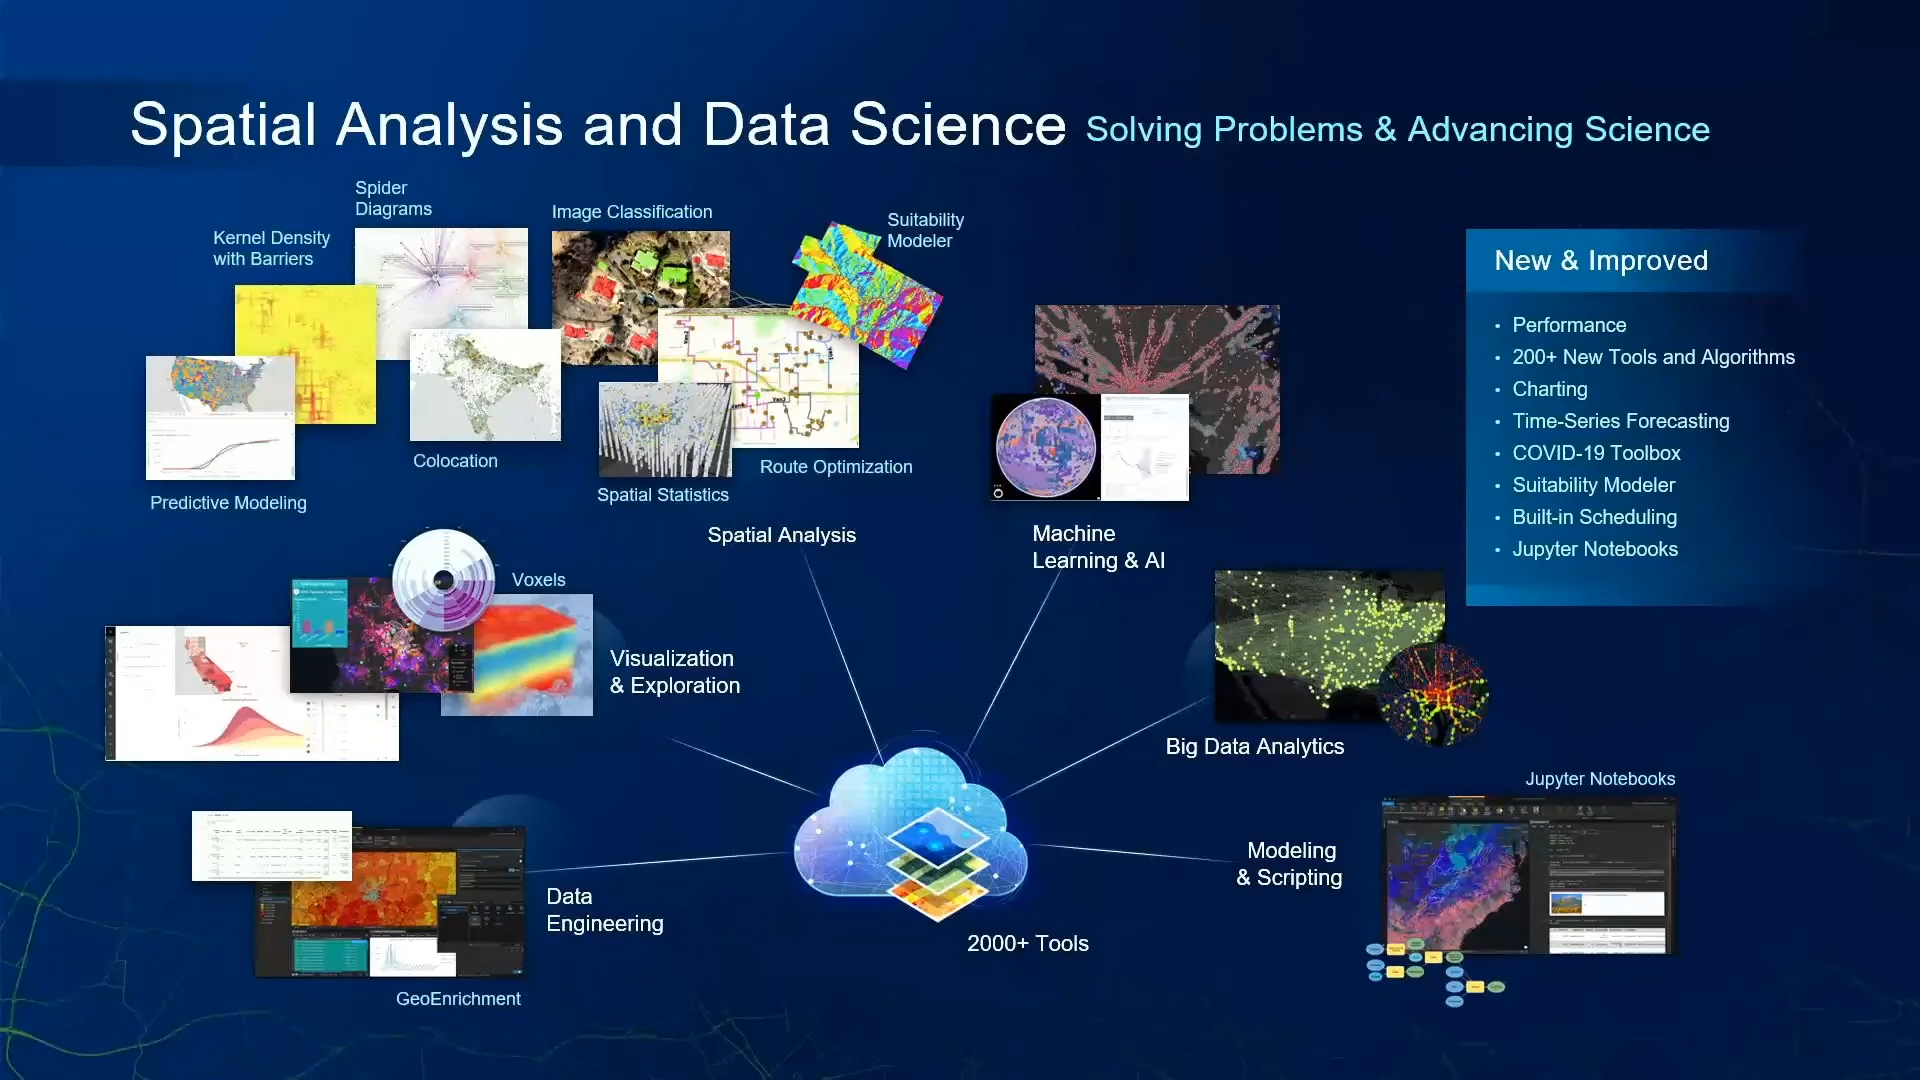 Spatial Analysis and Data Science Solving Problems & Advancing Science
Spider
Diagrams
Kernel Density
with Barriers
Image Classification
Suitability
Modeler
Predictive Modeling
Colocation
Spatial Statistics
Route Optimization
Spatial Analysis
Machine
Learning & AI
New & Improved
• Performance
• 200+ New Tools and Algorithms
• Charting
• Time-Series Forecasting
• COVID-19 Toolbox
• Suitability Modeler
• Built-in Scheduling
• Jupyter Notebooks
Voxels
Visualization
& Exploration
Big Data Analytics
Jupyter Notebooks
Modeling
& Scripting
Data
Engineering
GeoEnrichment
2000+ Tools